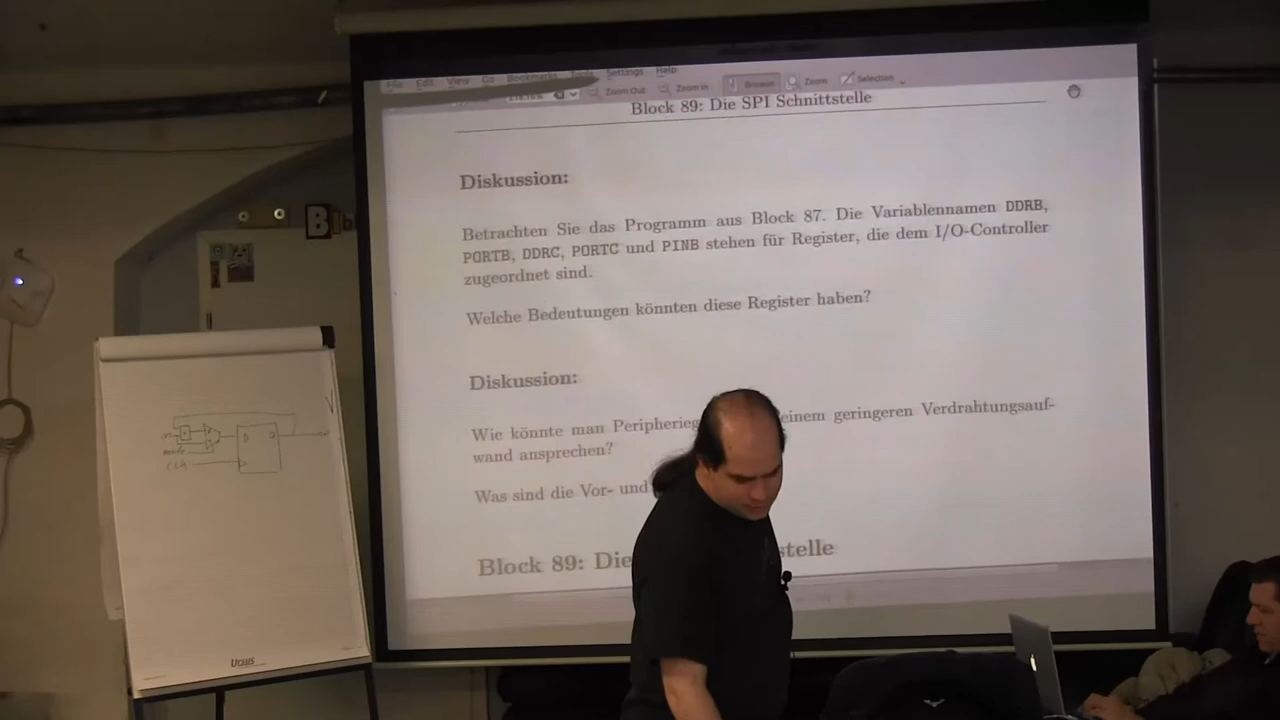 File Edit View Go Bookmarks Tools Settings Help
Zoom Out Zoom In Browse Zoom Selection
Block 89: Die SPI Schnittstelle
Diskussion:
Betrachten Sie das Programm aus Block 87. Die Variablennamen DDRB,
PORTB, DDRC, PORTC und PINB stehen für Register, die dem I/O-Controller
zugeordnet sind.
Welche Bedeutungen könnten diese Register haben?
Diskussion:
Wie könnte man einem geringeren Verdrahtungsauf-
wand ansprechen?
Was sind die Vor- und
Block 89: Die stelle
D
CLK
Ursus